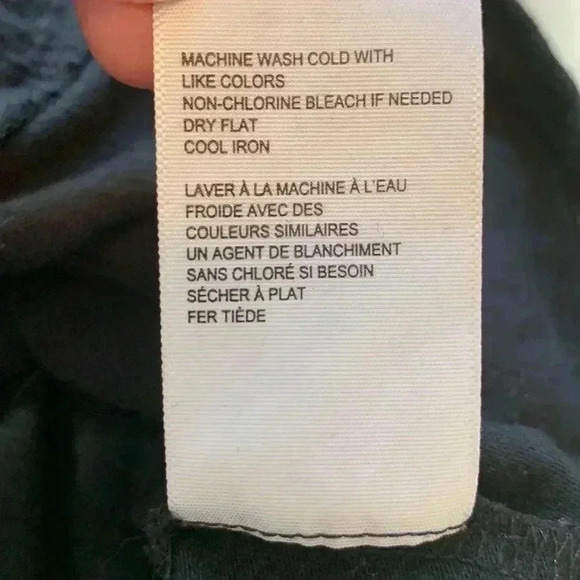 MACHINE WASH COLD WITH
LIKE COLORS
NON-CHLORINE BLEACH IF NEEDED
DRY FLAT
COOL IRON
LAVER À LA MACHINE À L'EAU
FROIDE AVEC DES
COULEURS SIMILAIRES
UN AGENT DE BLANCHIMENT
SANS CHLORÉ SI BESOIN
SÉCHER À PLAT
FER TIÈDE